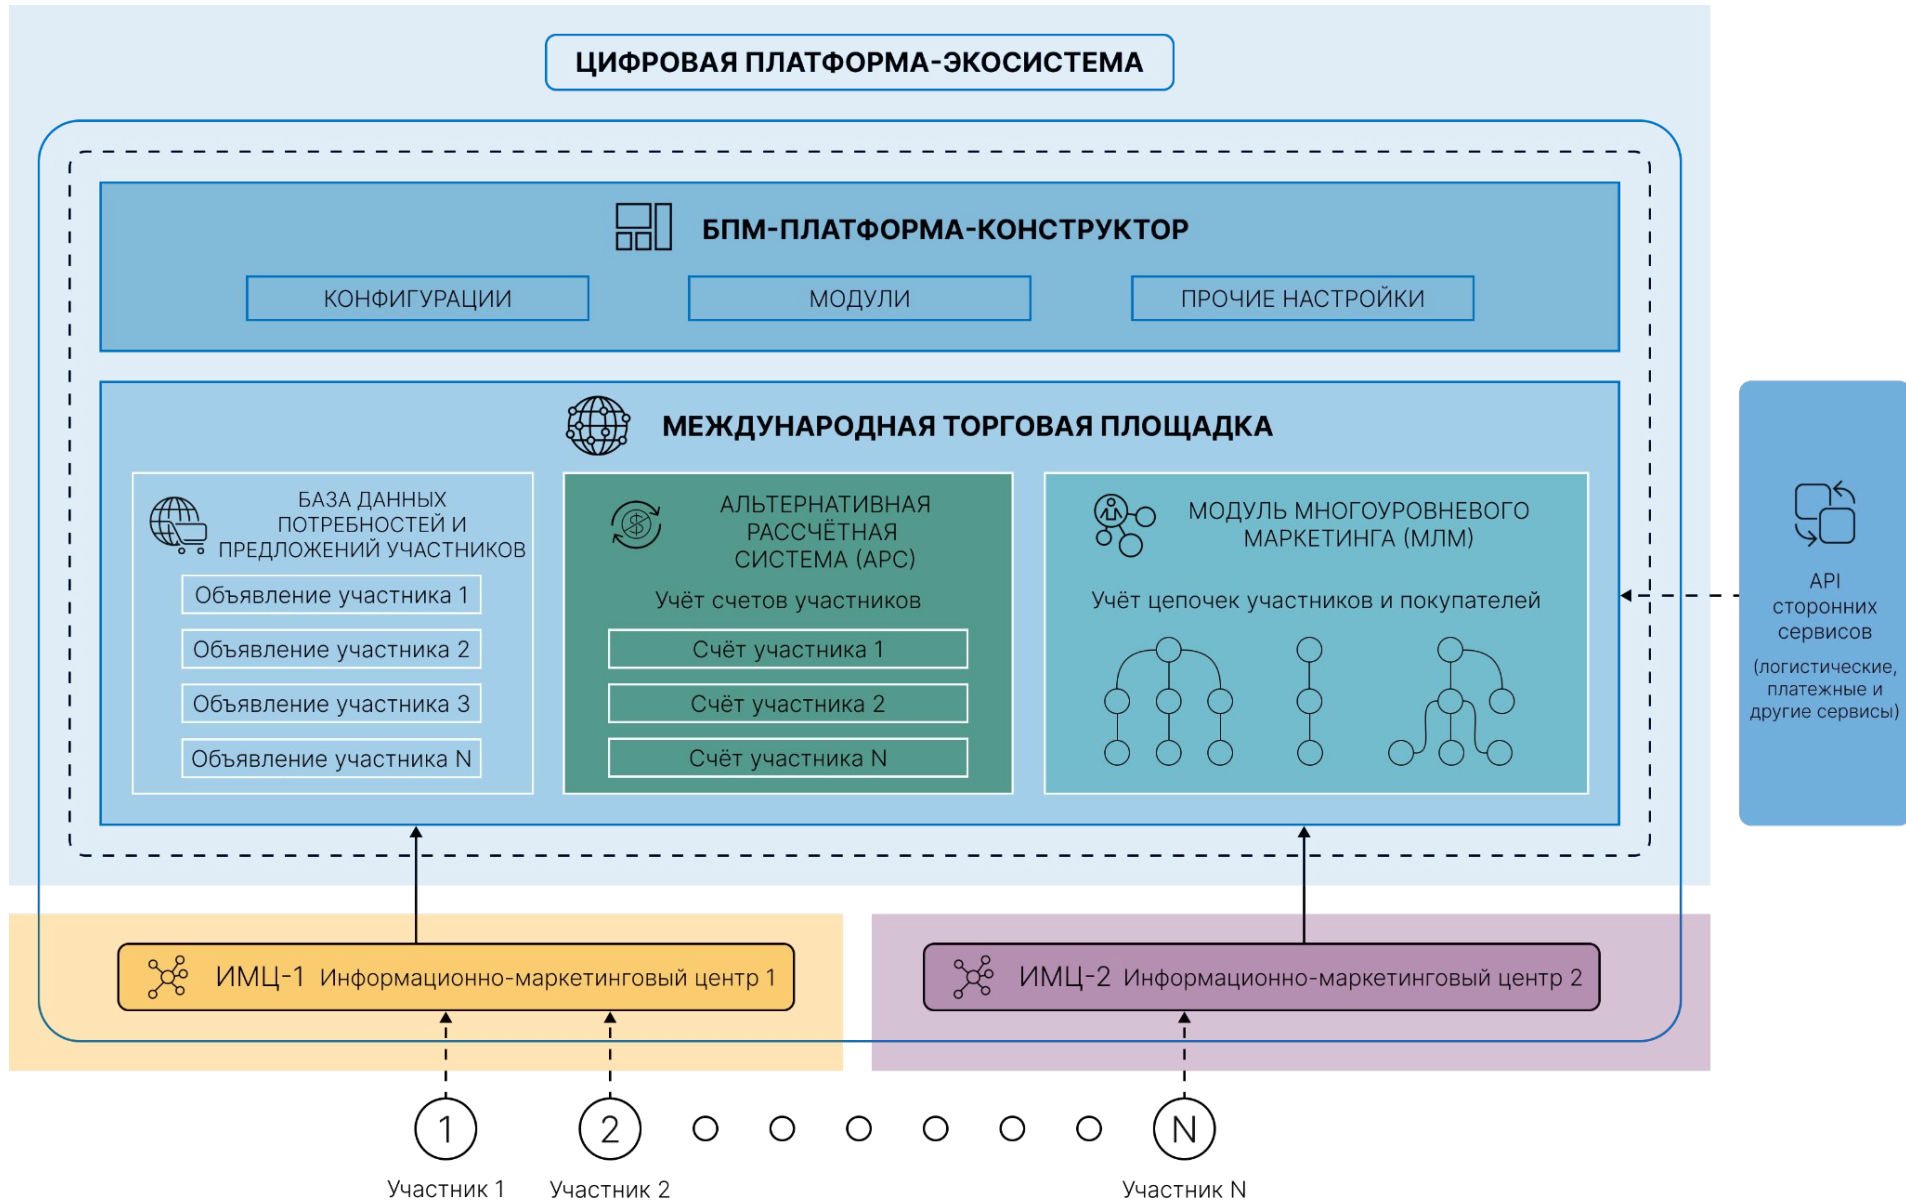 ЦИФРОВАЯ ПЛАТФОРМА-ЭКОСИСТЕМА
БПМ-ПЛАТФОРМА-КОНСТРУКТОР
КОНФИГУРАЦИИ
МОДУЛИ
ПРОЧИЕ НАСТРОЙКИ
МЕЖДУНАРОДНАЯ ТОРГОВАЯ ПЛОЩАДКА
БАЗА ДАННЫХ
ПОТРЕБНОСТЕЙ И
ПРЕДЛОЖЕНИЙ УЧАСТНИКОВ
Объявление участника 1
Объявление участника 2
Объявление участника 3
Объявление участника N
АЛЬТЕРНАТИВНАЯ
РАССЧЁТНАЯ
СИСТЕМА (АРС)
Учёт счетов участников
Счёт участника 1
Счёт участника 2
Счёт участника N
МОДУЛЬ МНОГОУРОВНЕВОГО
МАРКЕТИНГА (МЛМ)
Учёт цепочек участников и покупателей
API
сторонних
сервисов
(логистические,
платежные и
другие сервисы)
ИМЦ-1 Информационно-маркетинговый центр 1
ИМЦ-2 Информационно-маркетинговый центр 2
1
2
N
Участник 1
Участник 2
Участник N